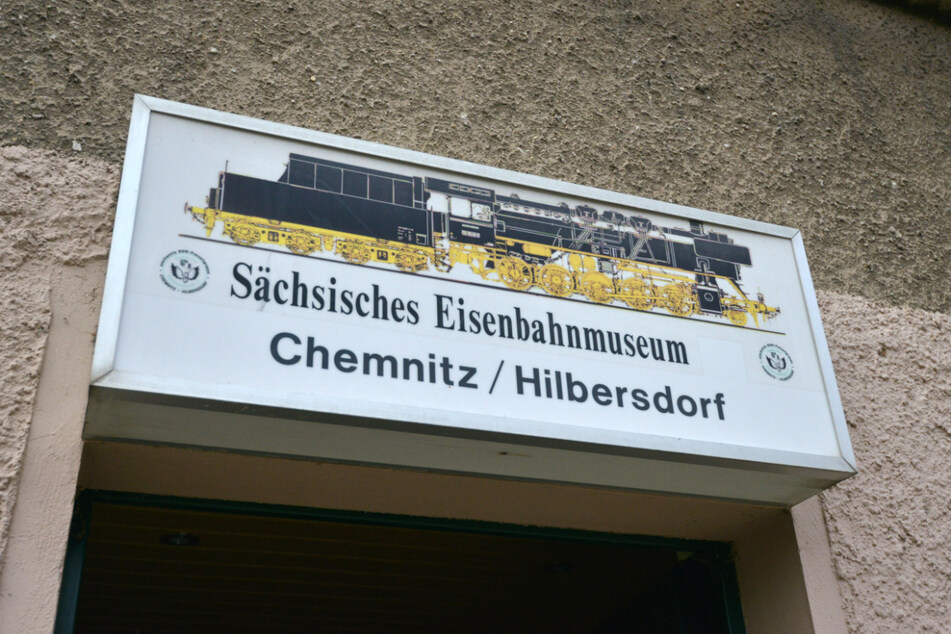 Sächsisches Eisenbahnmuseum
Chemnitz / Hilbersdorf